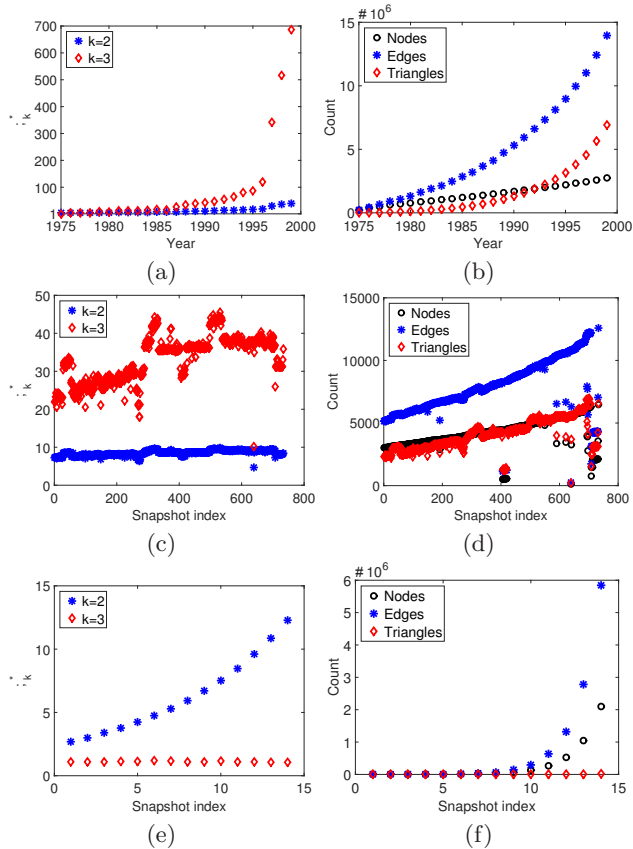 700
600
500
400
300
200
100
1975 1980 1985 1990 1995 2000
Year
k=2
k=3
(a)
# 10^6
15
10
5
0
1975 1980 1985 1990 1995 2000
Count
Year
Nodes
Edges
Triangles
(b)
50
40
30
20
10
0
0 200 400 600 800
Snapshot index
k=2
k=3
(c)
15000
10000
5000
0
0 200 400 600 800
Count
Snapshot index
Nodes
Edges
Triangles
(d)
15
10
5
0
0 5 10 15
Snapshot index
k=2
k=3
(e)
# 10^6
6
5
4
3
2
1
0
0 5 10 15
Count
Snapshot index
Nodes
Edges
Triangles
(f)